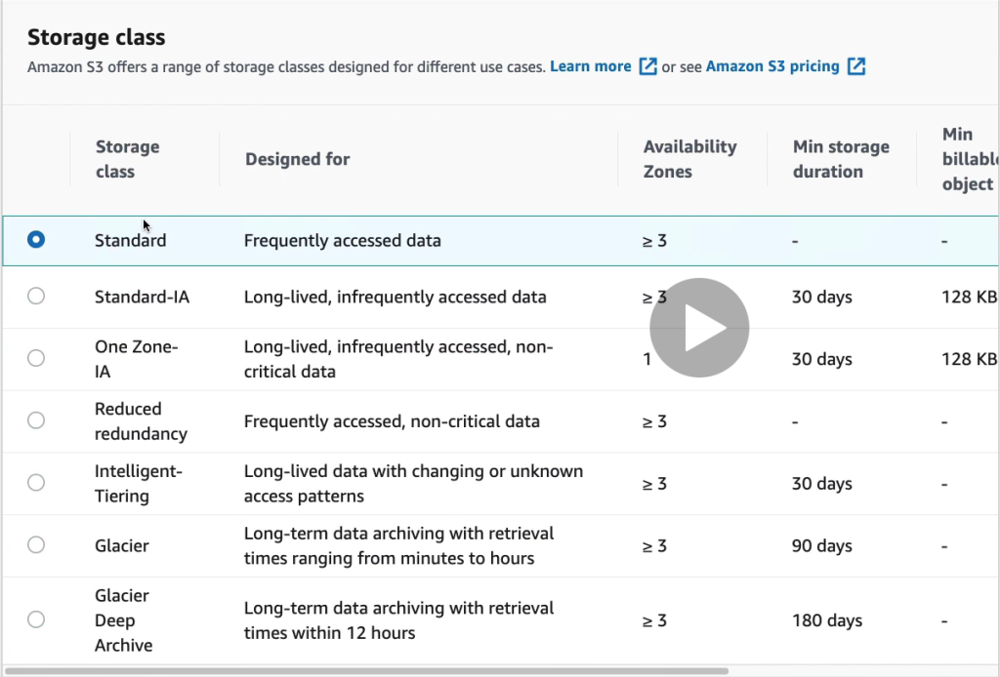 Storage class
Amazon S3 offers a range of storage classes designed for different use cases. Learn more or see Amazon S3 pricing
Storage class
Designed for
Availability Zones
Min storage duration
Min billable object
Standard Frequently accessed data ≥ 3 - -
Standard-IA Long-lived, infrequently accessed data ≥ 3 30 days 128 KB
One Zone-IA Long-lived, infrequently accessed, non-critical data 1 30 days 128 KB
Reduced redundancy Frequently accessed, non-critical data ≥ 3 - -
Intelligent-Tiering Long-lived data with changing or unknown access patterns ≥ 3 30 days -
Glacier Long-term data archiving with retrieval times ranging from minutes to hours ≥ 3 90 days -
Glacier Deep Archive Long-term data archiving with retrieval times within 12 hours ≥ 3 180 days -